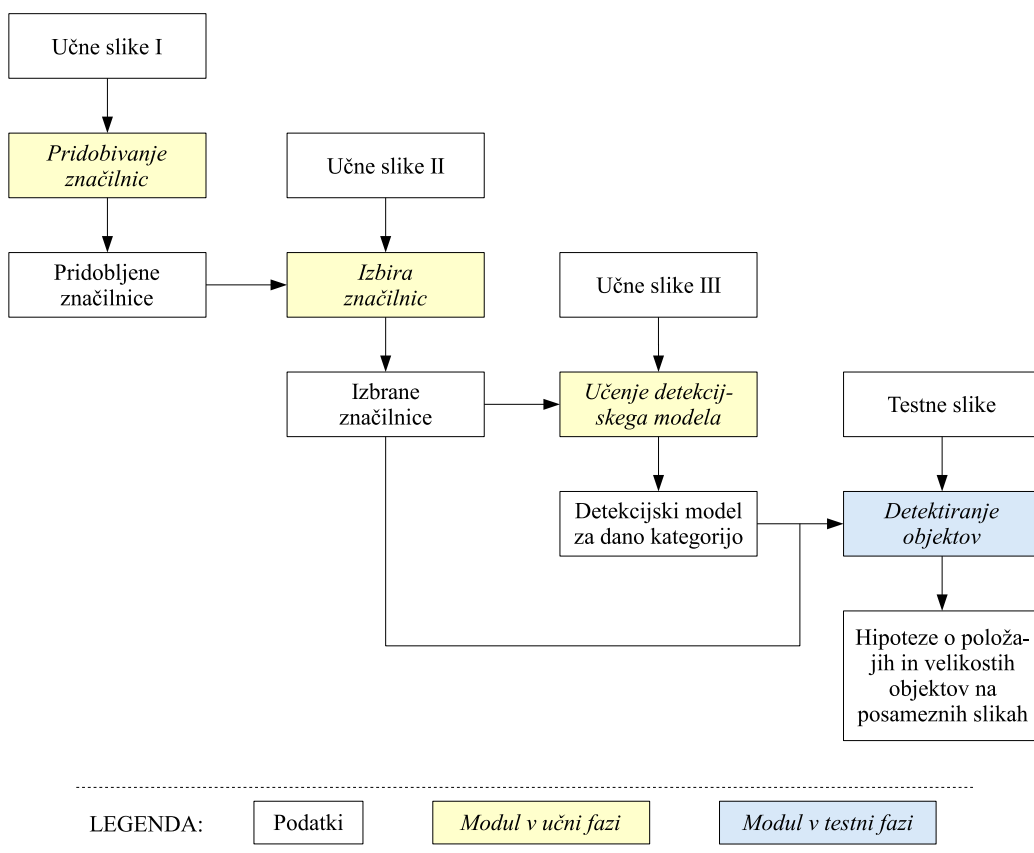 Učne slike I
Pridobivanje
značilnic
Pridobljene
značilnice
Učne slike II
Izbira
značilnic
Izbrane
značilnice
Učne slike III
Učenje detekcij-
skega modela
Detekcijski model
za dano kategorijo
Testne slike
Detektiranje
objektov
Hipoteze o položa-
jih in velikostih
objektov na
posameznih slikah
LEGENDA:
Podatki
Modul v učni fazi
Modul v testni fazi